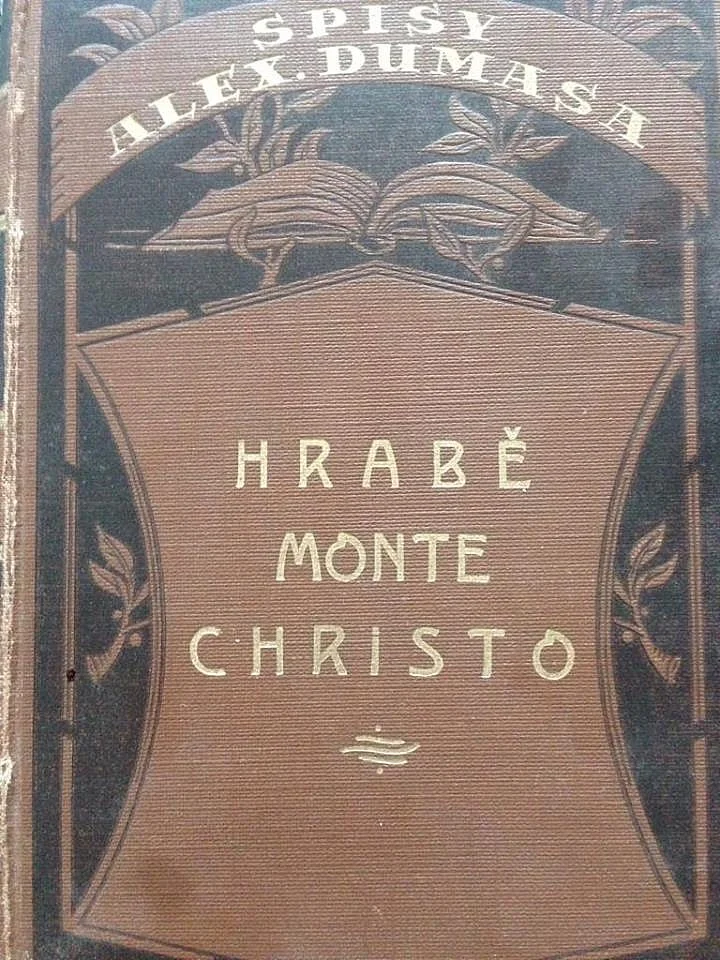 SPISY
ALEX. DUMASA
HRABĚ
MONTE
CHRISTO